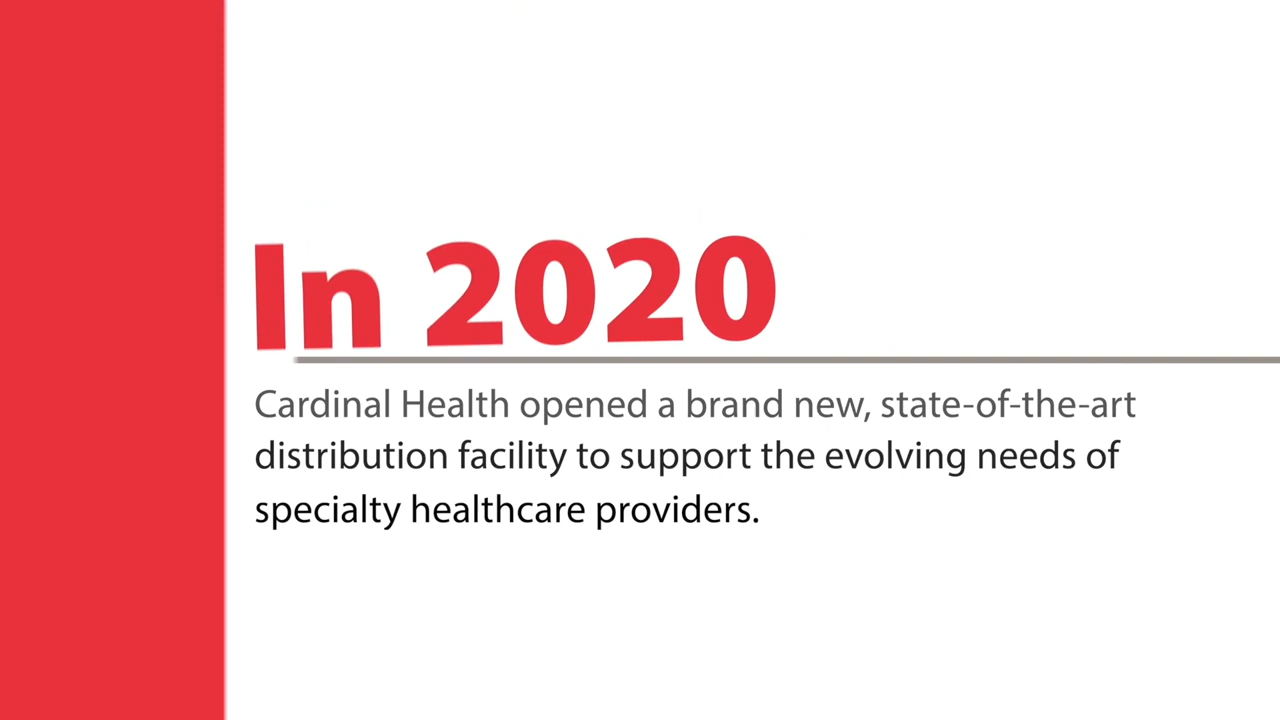 In 2020
Cardinal Health opened a brand new, state-of-the-art
distribution facility to support the evolving needs of
specialty healthcare providers.